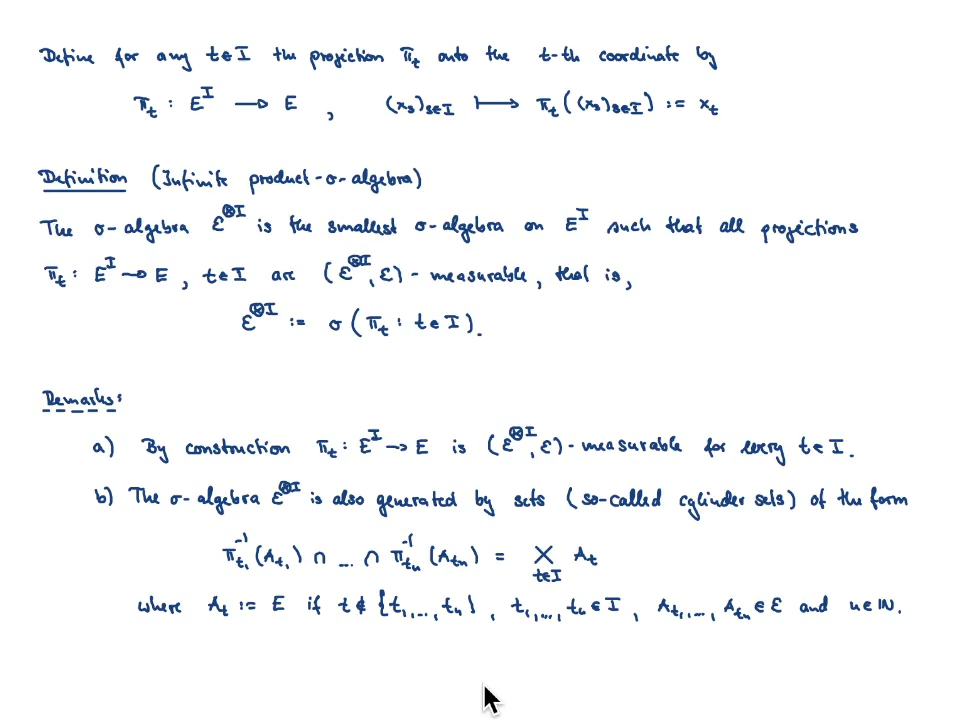 Define for any t ∈ I the projection π_t onto the t-th coordinate by
π_t : E^I → E , (x_s)_{s∈I} ↦ π_t((x_s)_{s∈I}) := x_t
Definition (Infinite product-σ-algebra)
The σ-algebra ℰ^{⊗I} is the smallest σ-algebra on E^I such that all projections
π_t : E^I → E , t ∈ I are (ℰ^{⊗I}, ℰ)-measurable, that is,
ℰ^{⊗I} := σ(π_t : t ∈ I).
Remarks:
a) By construction π_t : E^I → E is (ℰ^{⊗I}, ℰ)-measurable for every t ∈ I.
b) The σ-algebra ℰ^{⊗I} is also generated by sets (so-called cylinder sets) of the form
π_{t_1}^{-1}(A_{t_1}) ∩ ... ∩ π_{t_n}^{-1}(A_{t_n}) = ⨉_{t∈I} A_t
where A_t := E if t ∉ {t_1,...,t_n}, t_1,...,t_n ∈ I, A_{t_1},..., A_{t_n} ∈ ℰ and n ∈ ℕ.